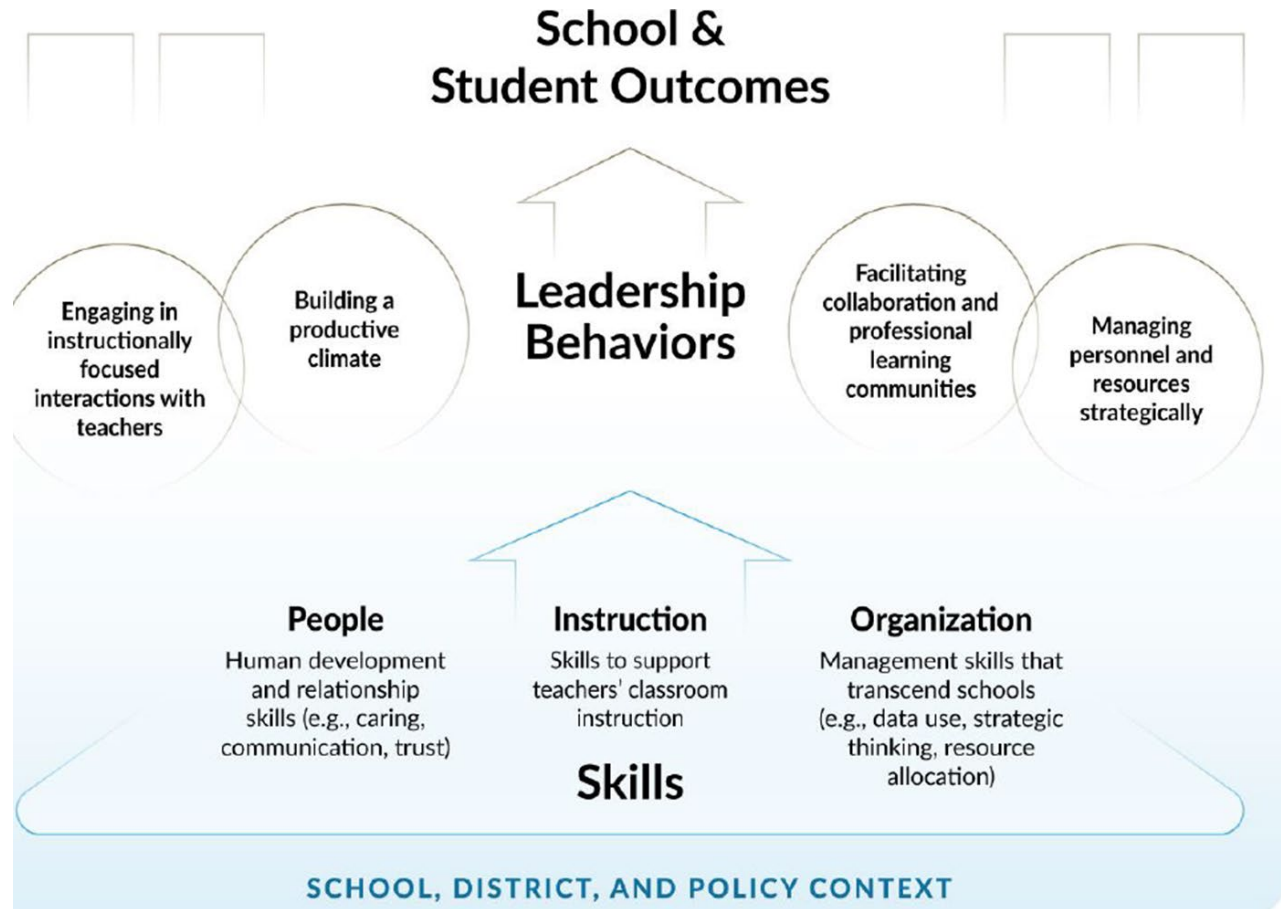 School &
Student Outcomes
Engaging in
instructionally
focused
interactions with
teachers
Building a
productive
climate
Leadership
Behaviors
Facilitating
collaboration and
professional
learning
communities
Managing
personnel and
resources
strategically
People
Human development
and relationship
skills (e.g., caring,
communication, trust)
Instruction
Skills to support
teachers' classroom
instruction
Organization
Management skills that
transcend schools
(e.g., data use, strategic
thinking, resource
allocation)
Skills
SCHOOL, DISTRICT, AND POLICY CONTEXT